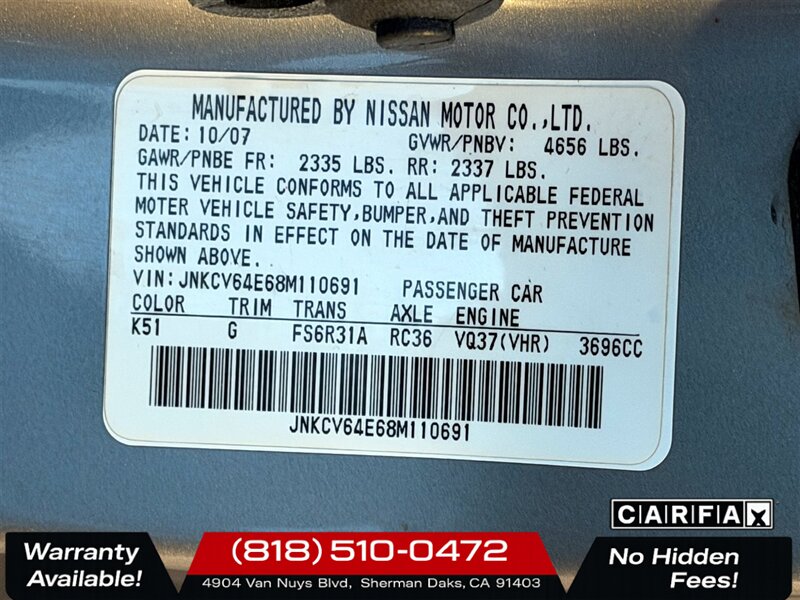 MANUFACTURED BY NISSAN MOTOR CO.,LTD.
DATE: 10/07 GVWR/PNBV: 4656 LBS.
GAWR/PNBE FR: 2335 LBS. RR: 2337 LBS.
THIS VEHICLE CONFORMS TO ALL APPLICABLE FEDERAL
MOTER VEHICLE SAFETY,BUMPER,AND THEFT PREVENTION
STANDARDS IN EFFECT ON THE DATE OF MANUFACTURE
SHOWN ABOVE.
VIN:JNKCV64E68M110691 PASSENGER CAR
COLOR TRIM TRANS AXLE ENGINE
K51 G FS6R31A RC36 VQ37(VHR) 3696CC
JNKCV64E68M110691
CARFAX
Warranty
Available!
(818) 510-0472
4904 Van Nuys Blvd, Sherman Oaks, CA 91403
No Hidden
Fees!